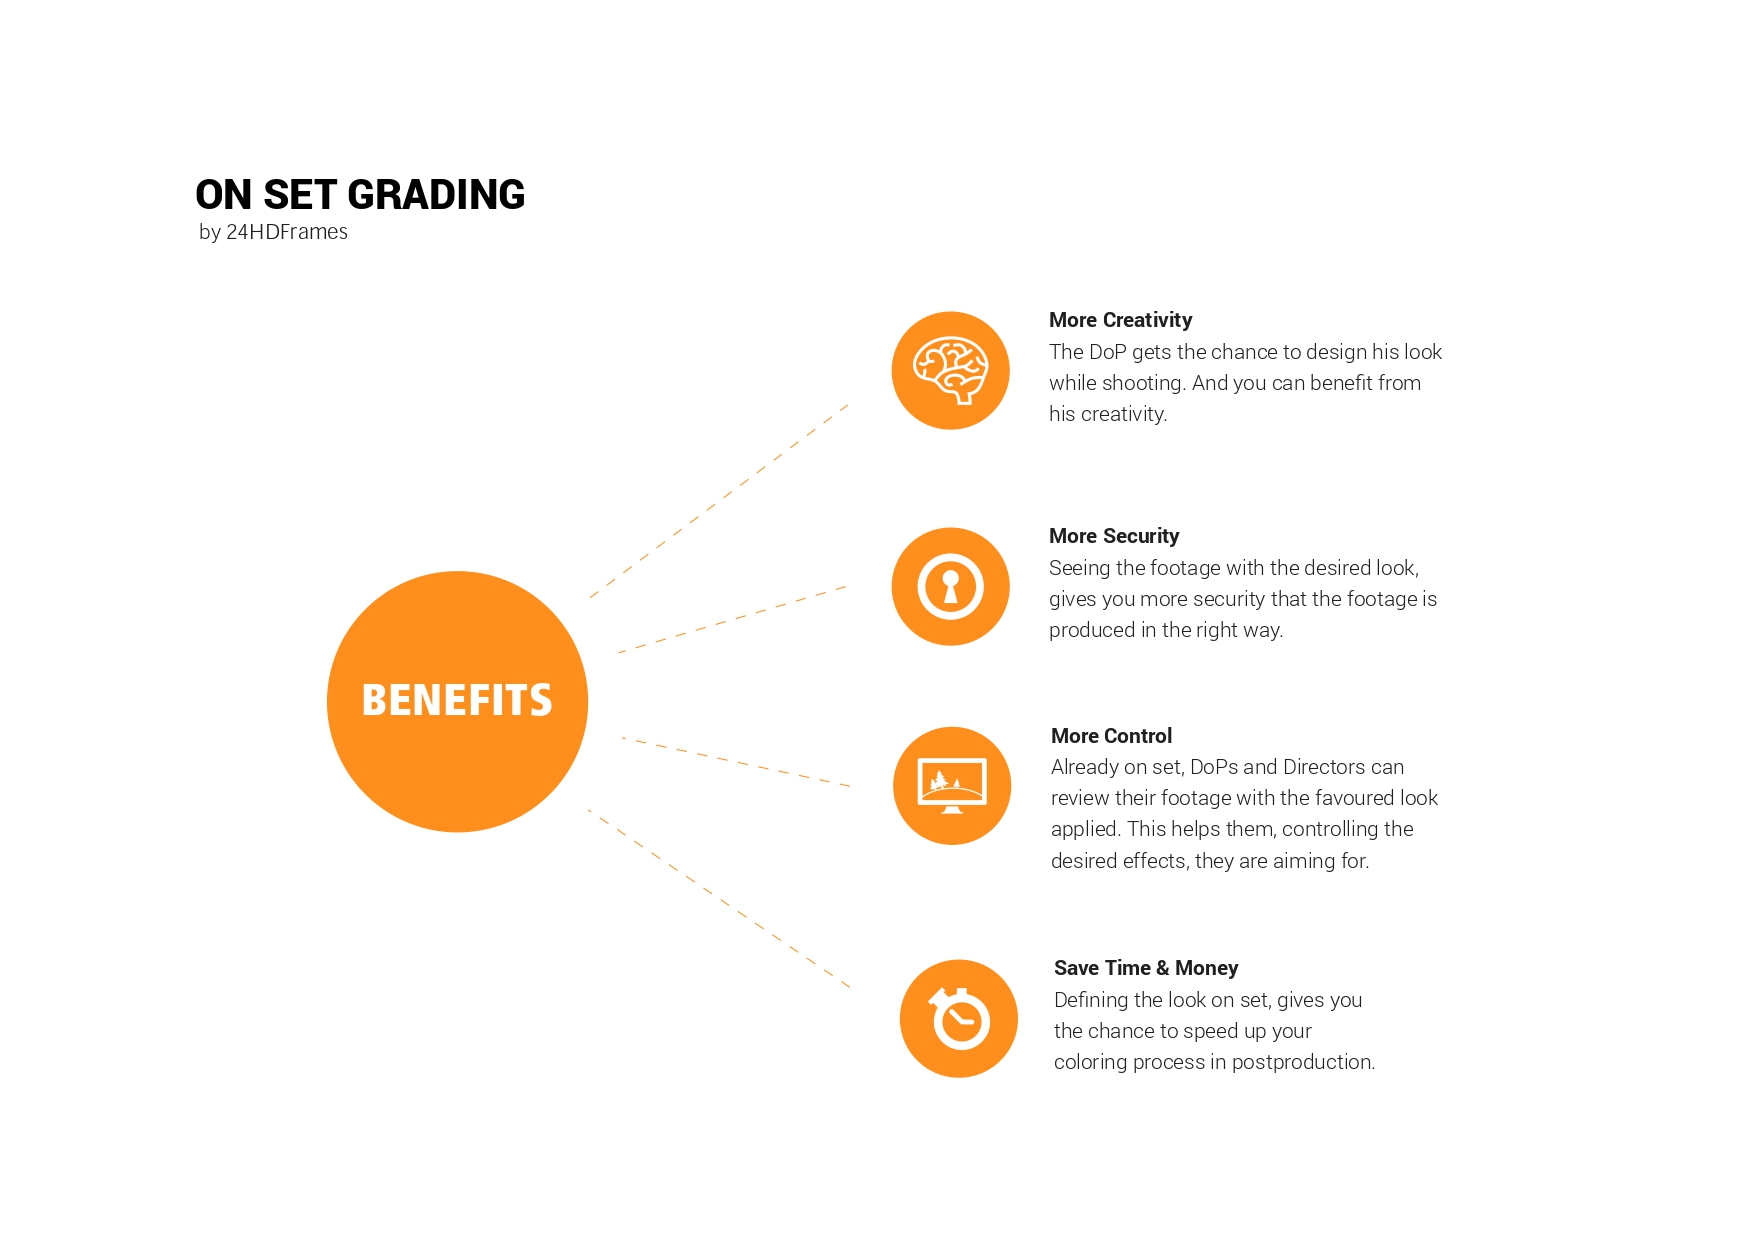 ON SET GRADING
by 24HDFrames
More Creativity
The DoP gets the chance to design his look
while shooting. And you can benefit from
his creativity.
More Security
Seeing the footage with the desired look,
gives you more security that the footage is
produced in the right way.
BENEFITS
More Control
Already on set, DoPs and Directors can
review their footage with the favoured look
applied. This helps them, controlling the
desired effects, they are aiming for.
Save Time & Money
Defining the look on set, gives you
the chance to speed up your
coloring process in postproduction.